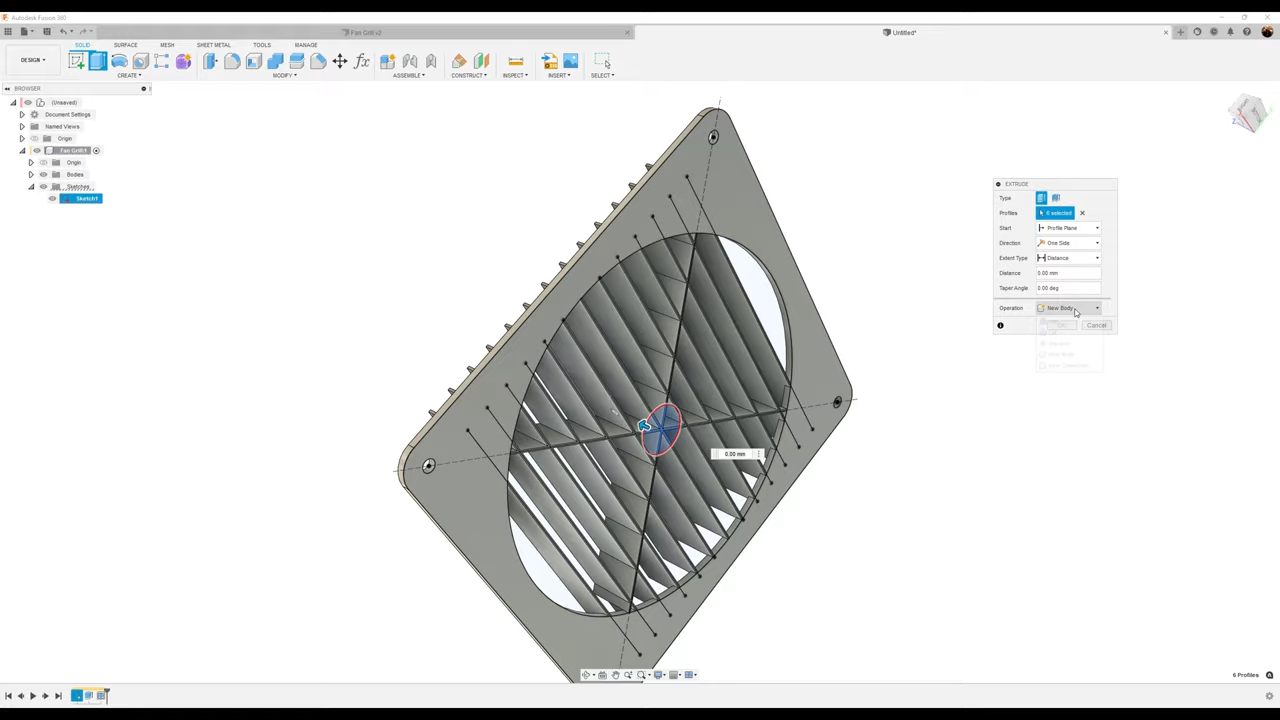 Autodesk Fusion 360
Fan Grill v2
Untitled*
DESIGN
SOLID
SURFACE
MESH
SHEET METAL
TOOLS
MANAGE
CREATE
MODIFY
ASSEMBLE
CONSTRUCT
INSPECT
INSERT
SELECT
BROWSER
(Unsaved)
Document Settings
Named Views
Origin
Fan Grill:1
Origin
Bodies
Sketches
Sketch1
EXTRUDE
Type
Profiles 6 selected
Start Profile Plane
Direction One Side
Extent Type Distance
Distance 0.00 mm
Taper Angle 0.00 deg
Operation New Body
Cancel
0.00 mm
6 Profiles